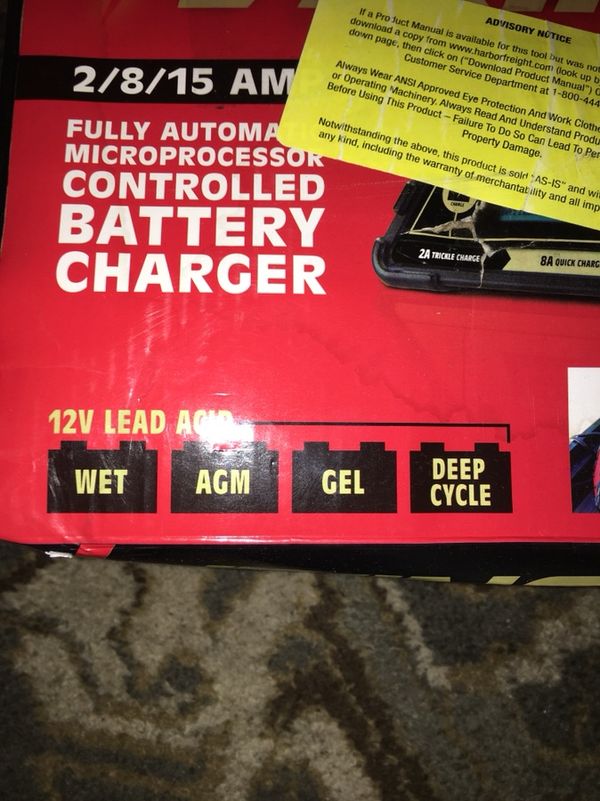 ADVISORY NOTICE
If a Product Manual is available for this tool but was not
download a copy from www.harborfreight.com (look up b
down page, then click on ("Download Product Manual") O
Customer Service Department at 1-800-444
Always Wear ANSI Approved Eye Protection And Work Clothe
or Operating Machinery. Always Read And Understand Produ
Before Using This Product – Failure To Do So Can Lead To Per
Property Damage.
Notwithstanding the above, this product is sold "AS-IS" and wi
any kind, including the warranty of merchantability and all imp
2/8/15 AMP
FULLY AUTOMA
MICROPROCESSOR
CONTROLLED
BATTERY
CHARGER
CHARGE
2A TRICKLE CHARGE
8A QUICK CHARG
12V LEAD ACID
WET
AGM
GEL
DEEP
CYCLE